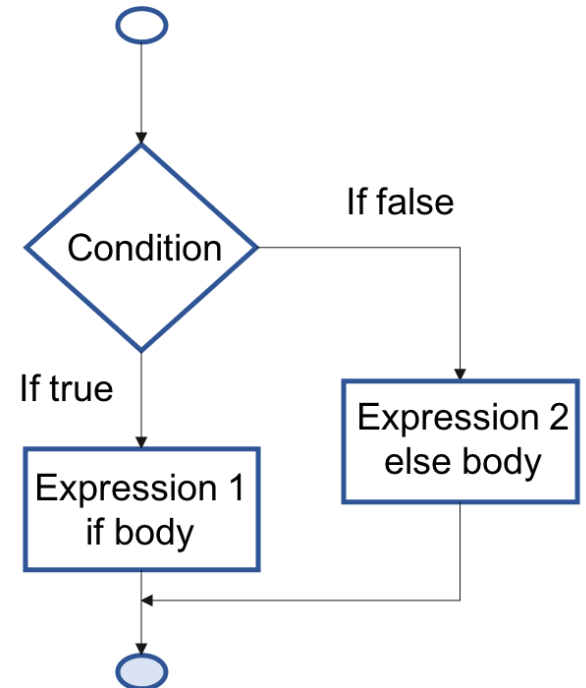 If false
Condition
If true
Expression 2
else body
Expression 1
if body